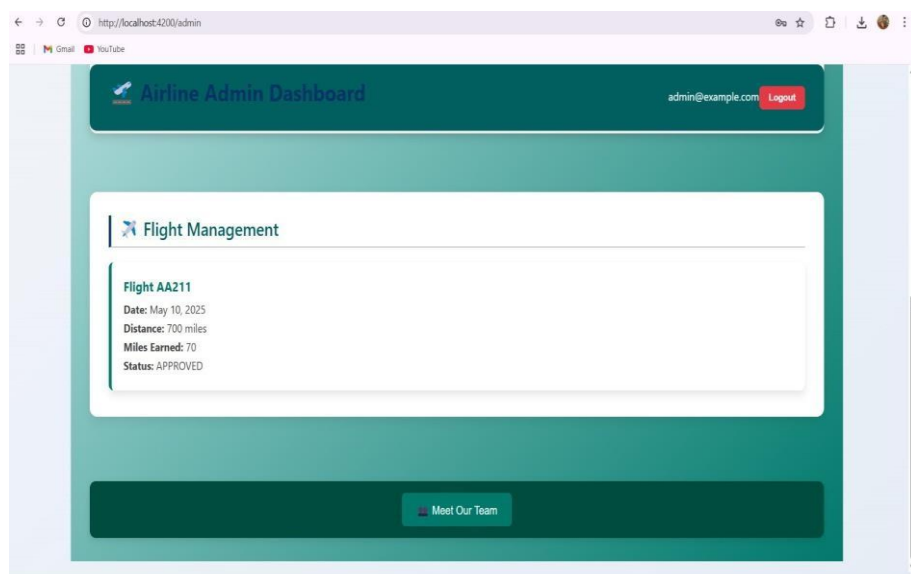 http://localhost:4200/admin
Gmail YouTube
Airline Admin Dashboard
admin@example.com Logout
Flight Management
Flight AA211
Date: May 10, 2025
Distance: 700 miles
Miles Earned: 70
Status: APPROVED
Meet Our Team